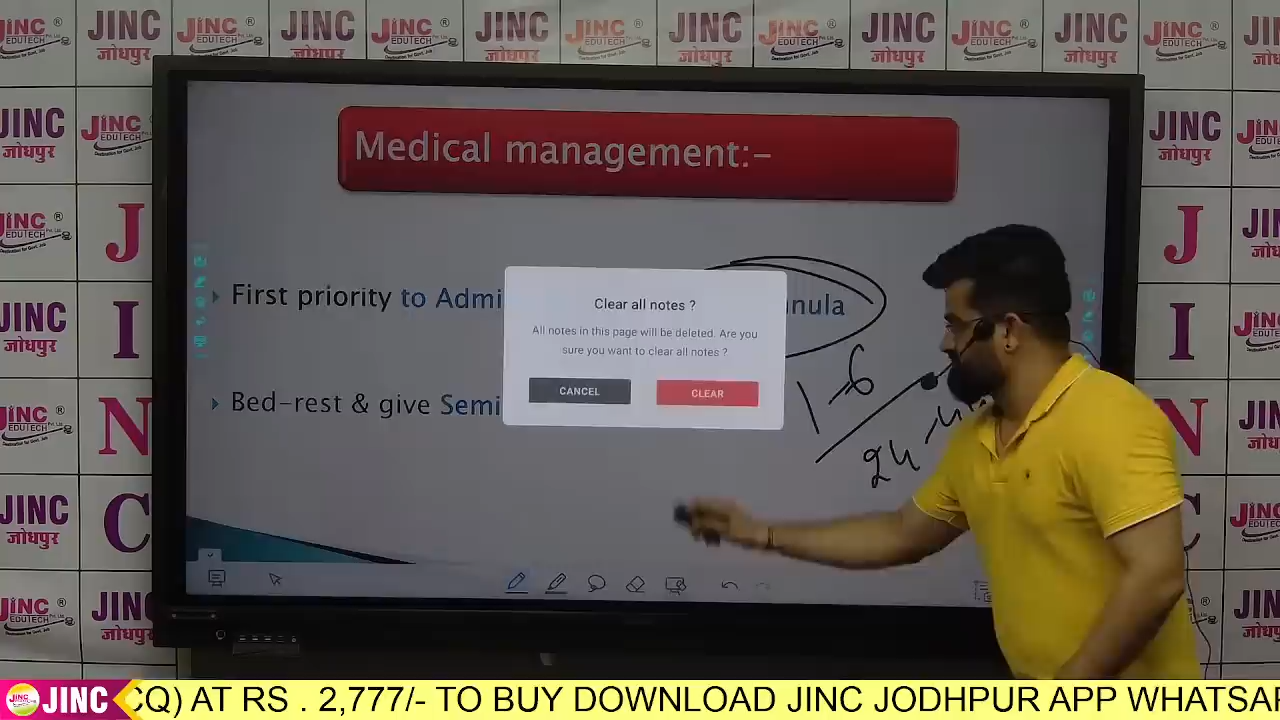 Medical management:-
First priority to Admi
nula
Bed-rest & give Semi
Clear all notes ?
All notes in this page will be deleted. Are you
sure you want to clear all notes ?
CANCEL
CLEAR
1-6
24
JINC
जोधपुर
JINC
EDUTECH
J
I
N
C
JINC
CQ) AT RS . 2,777/- TO BUY DOWNLOAD JINC JODHPUR APP WHATSA